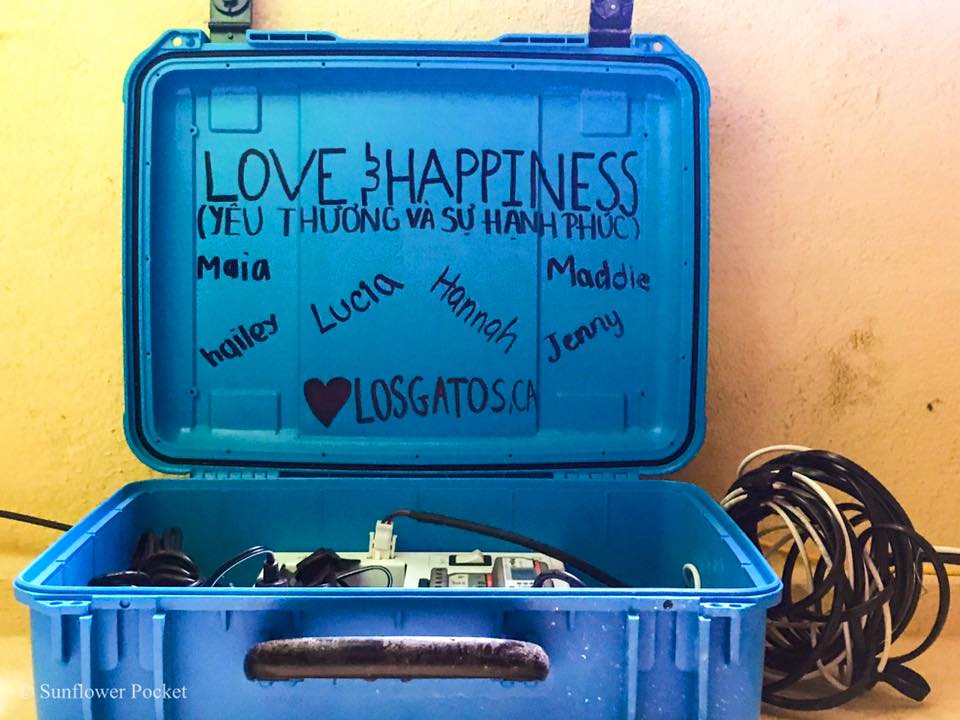 LOVE & HAPPINESS
(YÊU THƯƠNG VÀ SỰ HẠNH PHÚC)
Maia
Maddie
Lucia
Hannah
hailey
Jenny
♥LOSGATOS,CA
© Sunflower Pocket